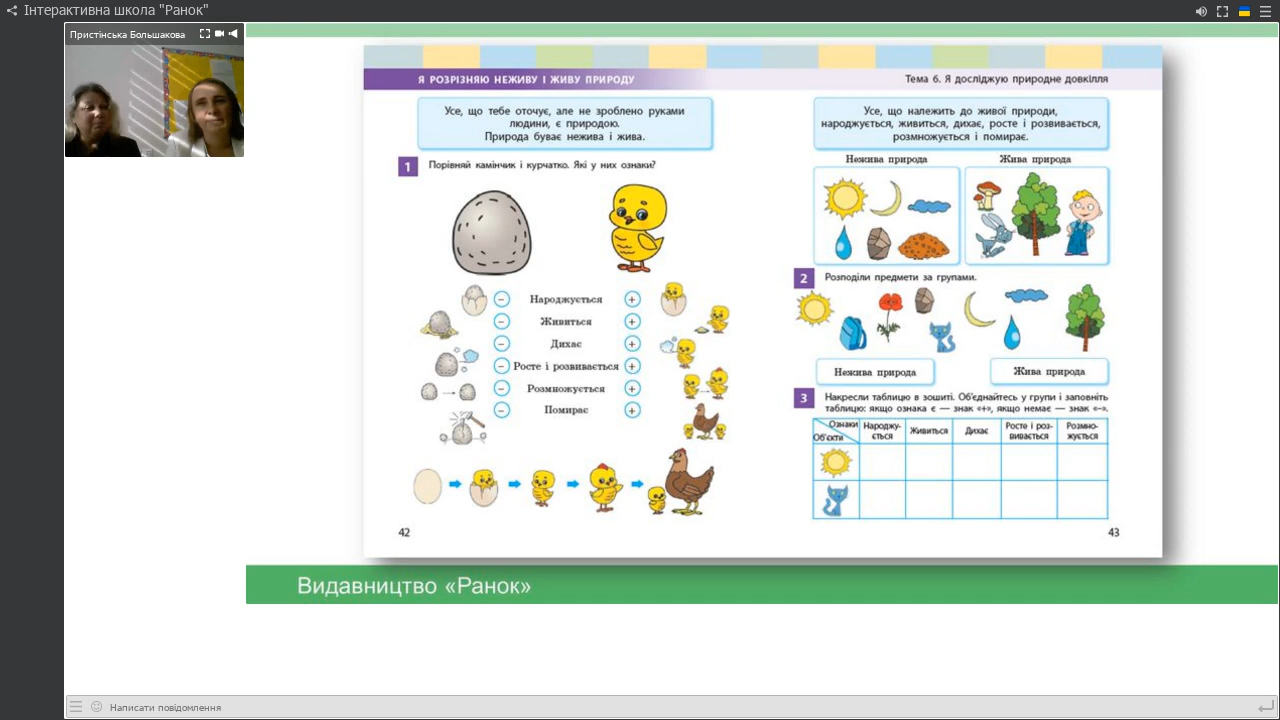 Інтерактивна школа "Ранок"
Пристінська Большакова
Я РОЗРІЗНЯЮ НЕЖИВУ І ЖИВУ ПРИРОДУ
Усе, що тебе оточує, але не зроблено руками
людини, є природою.
Природа буває нежива і жива.
1 Порівняй камінчик і курчатко. Які у них ознаки?
– Народжується +
– Живиться +
– Дихає +
– Росте і розвивається +
– Розмножується +
– Помирає +
42
Тема 6. Я досліджую природне довкілля
Усе, що належить до живої природи,
народжується, живиться, дихає, росте і розвивається,
розмножується і помирає.
Нежива природа Жива природа
2 Розподіли предмети за групами.
Нежива природа Жива природа
3 Накресли таблицю в зошиті. Об'єднайтесь у групи і заповніть
таблицю: якщо ознака є — знак «+», якщо немає — знак «–».
Ознаки
Об'єкти
Народжу-
ється
Живиться
Дихає
Росте і роз-
вивається
Розмно-
жується
43
Видавництво «Ранок»
Написати повідомлення